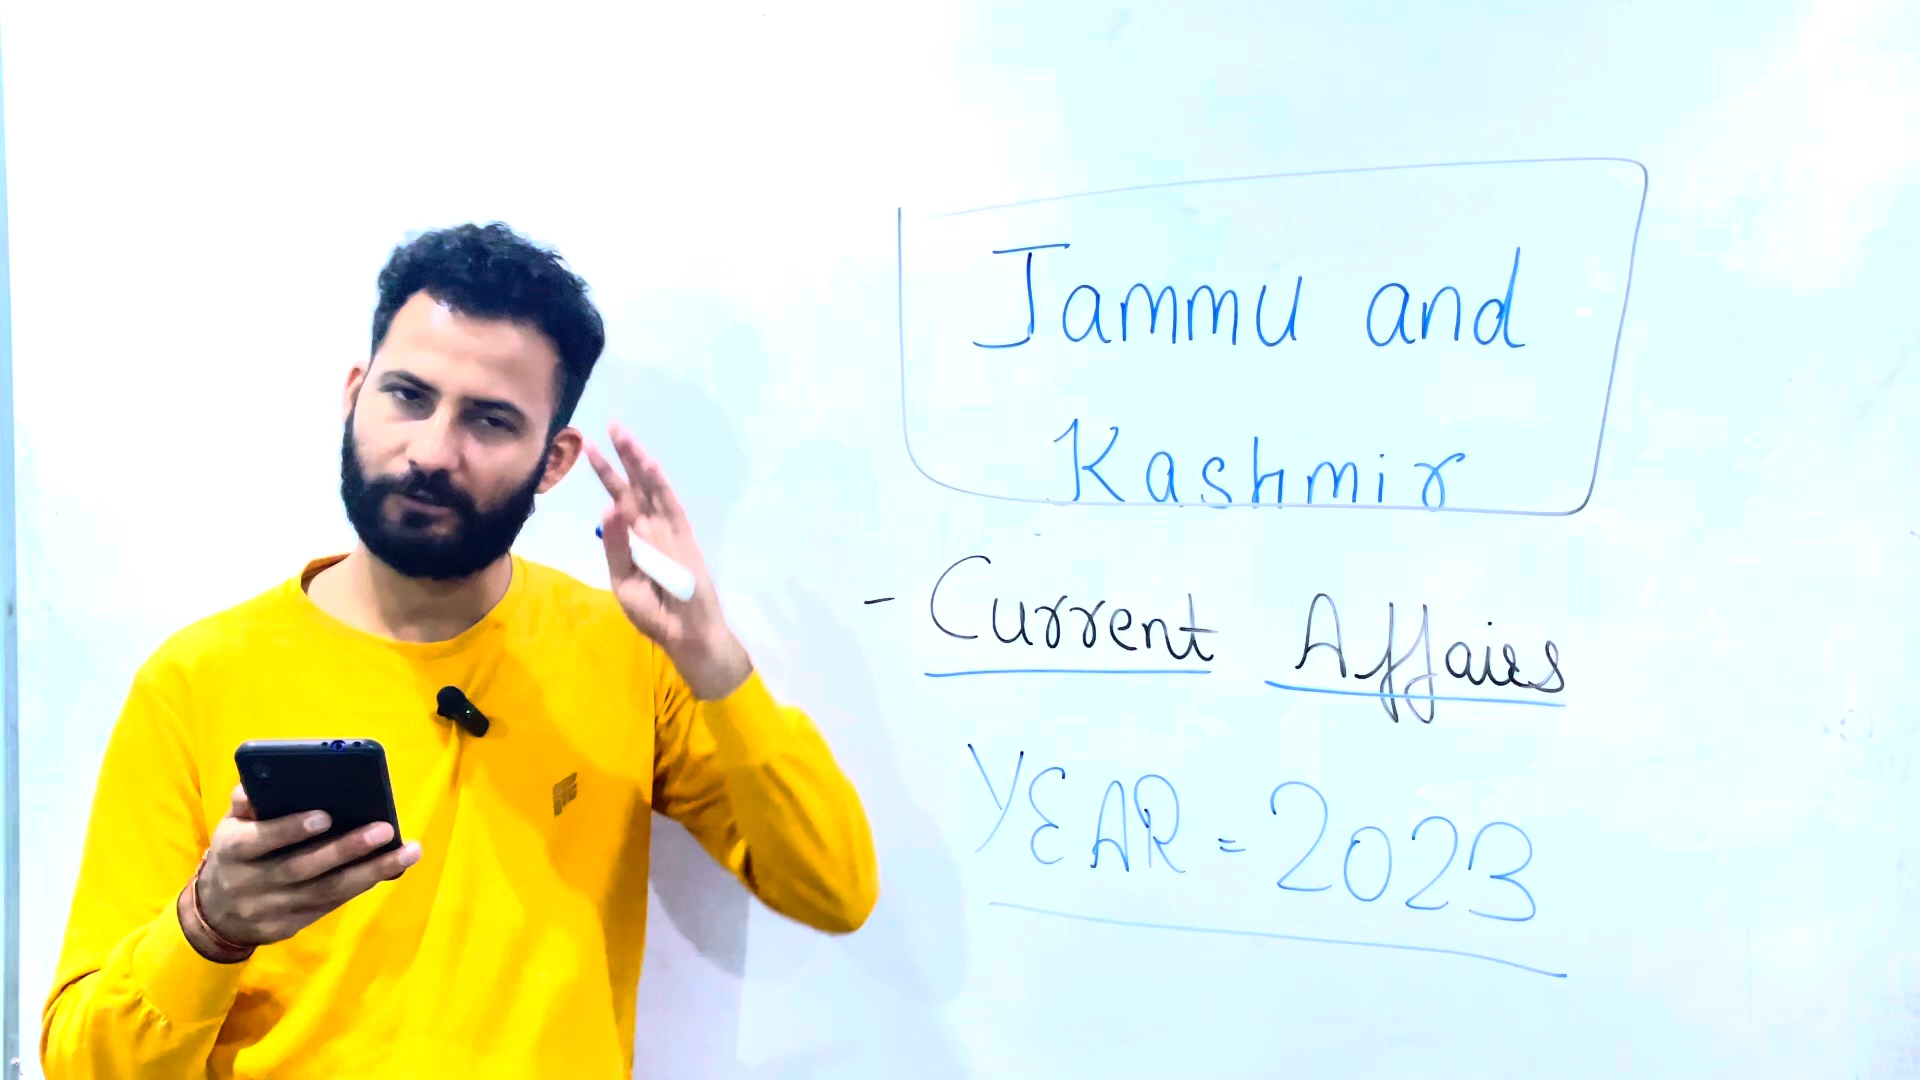 Jammu and
Kashmir
- Current Affairs
YEAR = 2023